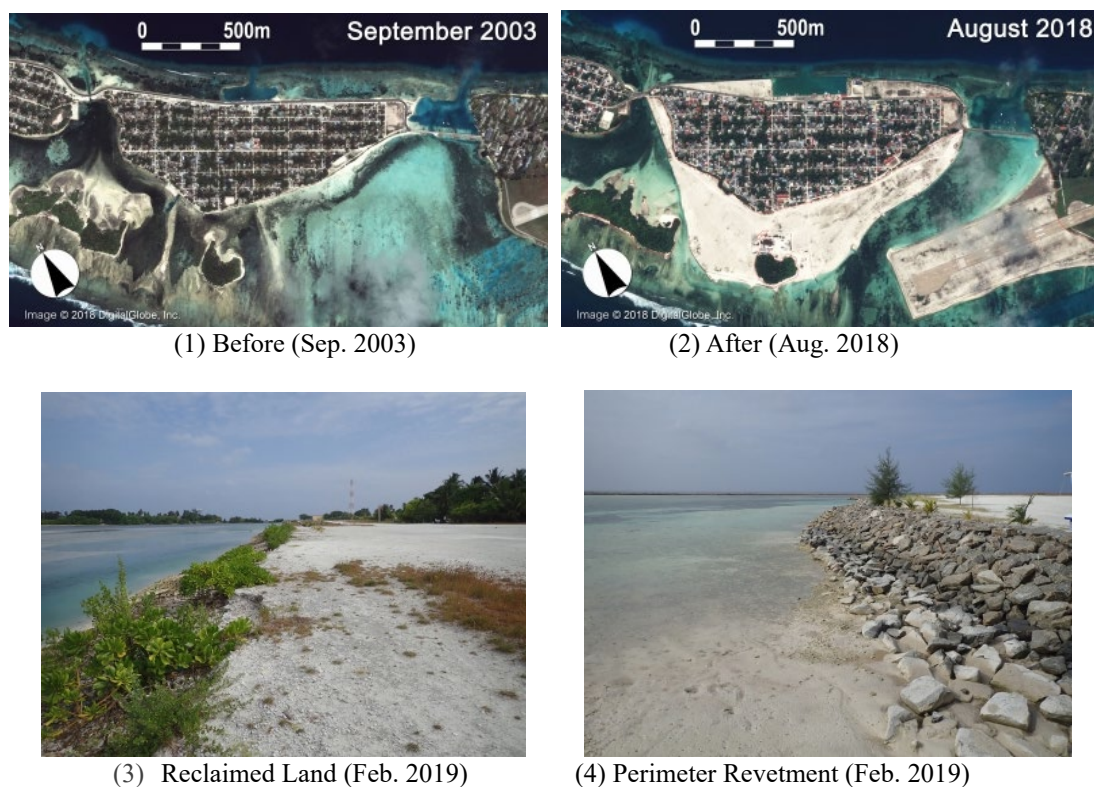 0 500m September 2003
0 500m August 2018
N
N
Image © 2018 DigitalGlobe, Inc.
Image © 2018 DigitalGlobe, Inc.
(1) Before (Sep. 2003)
(2) After (Aug. 2018)
(3) Reclaimed Land (Feb. 2019)
(4) Perimeter Revetment (Feb. 2019)